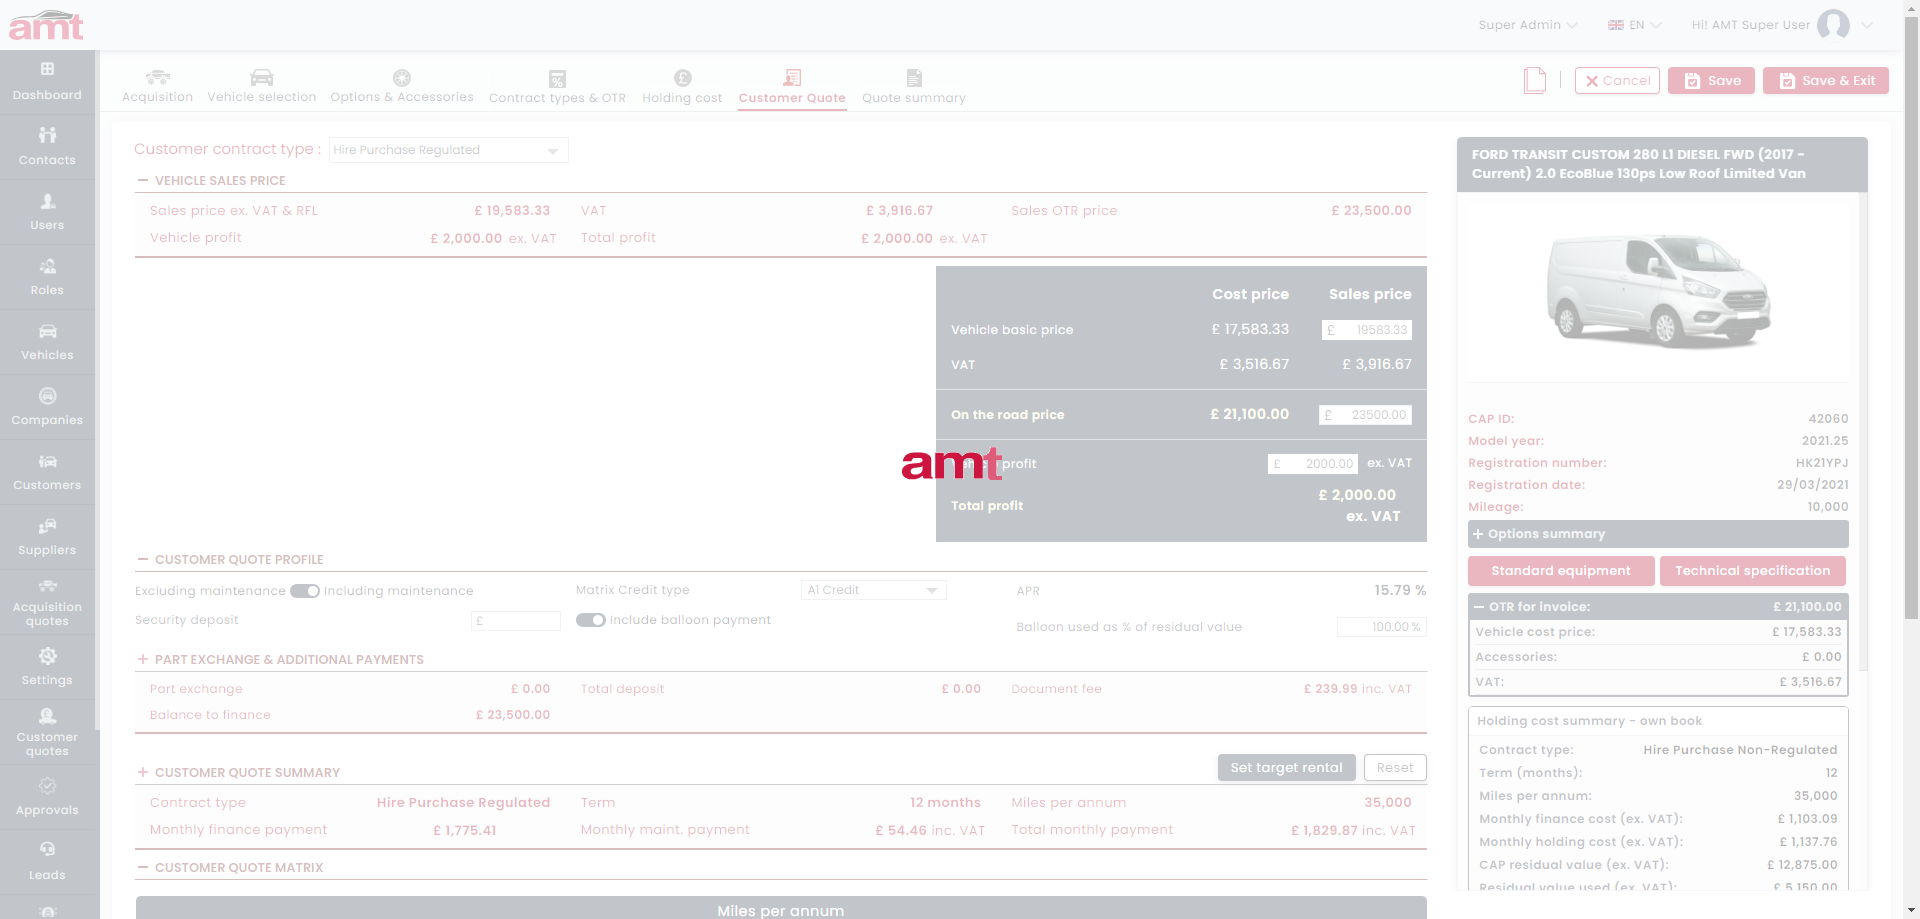 amt
Super Admin
EN
Hi! AMT Super User
Dashboard
Contacts
Users
Roles
Vehicles
Companies
Customers
Suppliers
Acquisition
quotes
Settings
Customer
quotes
Approvals
Leads
Acquisition
Vehicle selection
Options & Accessories
Contract types & OTR
Holding cost
Customer Quote
Quote summary
Cancel
Save
Save & Exit
Customer contract type : Hire Purchase Regulated
VEHICLE SALES PRICE
Sales price ex. VAT & RFL £ 19,583.33 VAT £ 3,916.67 Sales OTR price £ 23,500.00
Vehicle profit £ 2,000.00 ex. VAT Total profit £ 2,000.00 ex. VAT
Cost price Sales price
Vehicle basic price £ 17,583.33 £ 19583.33
VAT £ 3,516.67 £ 3,916.67
On the road price £ 21,100.00 £ 23500.00
amt
Vehicle profit £ 2000.00 ex. VAT
Total profit £ 2,000.00
ex. VAT
CUSTOMER QUOTE PROFILE
Excluding maintenance Including maintenance Matrix Credit type A1 Credit APR 15.79 %
Security deposit £ Include balloon payment Balloon used as % of residual value 100.00 %
PART EXCHANGE & ADDITIONAL PAYMENTS
Part exchange £ 0.00 Total deposit £ 0.00 Document fee £ 239.99 inc. VAT
Balance to finance £ 23,500.00
CUSTOMER QUOTE SUMMARY
Set target rental
Reset
Contract type Hire Purchase Regulated Term 12 months Miles per annum 35,000
Monthly finance payment £ 1,775.41 Monthly maint. payment £ 54.46 inc. VAT Total monthly payment £ 1,829.87 inc. VAT
CUSTOMER QUOTE MATRIX
Miles per annum
FORD TRANSIT CUSTOM 280 L1 DIESEL FWD (2017 -
Current) 2.0 EcoBlue 130ps Low Roof Limited Van
CAP ID: 42060
Model year: 2021.25
Registration number: HK21YPJ
Registration date: 29/03/2021
Mileage: 10,000
Options summary
Standard equipment
Technical specification
OTR for invoice: £ 21,100.00
Vehicle cost price: £ 17,583.33
Accessories: £ 0.00
VAT: £ 3,516.67
Holding cost summary - own book
Contract type: Hire Purchase Non-Regulated
Term (months): 12
Miles per annum: 35,000
Monthly finance cost (ex. VAT): £ 1,103.09
Monthly holding cost (ex. VAT): £ 1,137.76
CAP residual value (ex. VAT): £ 12,875.00
Residual value used (ex. VAT): £ 5,150.00